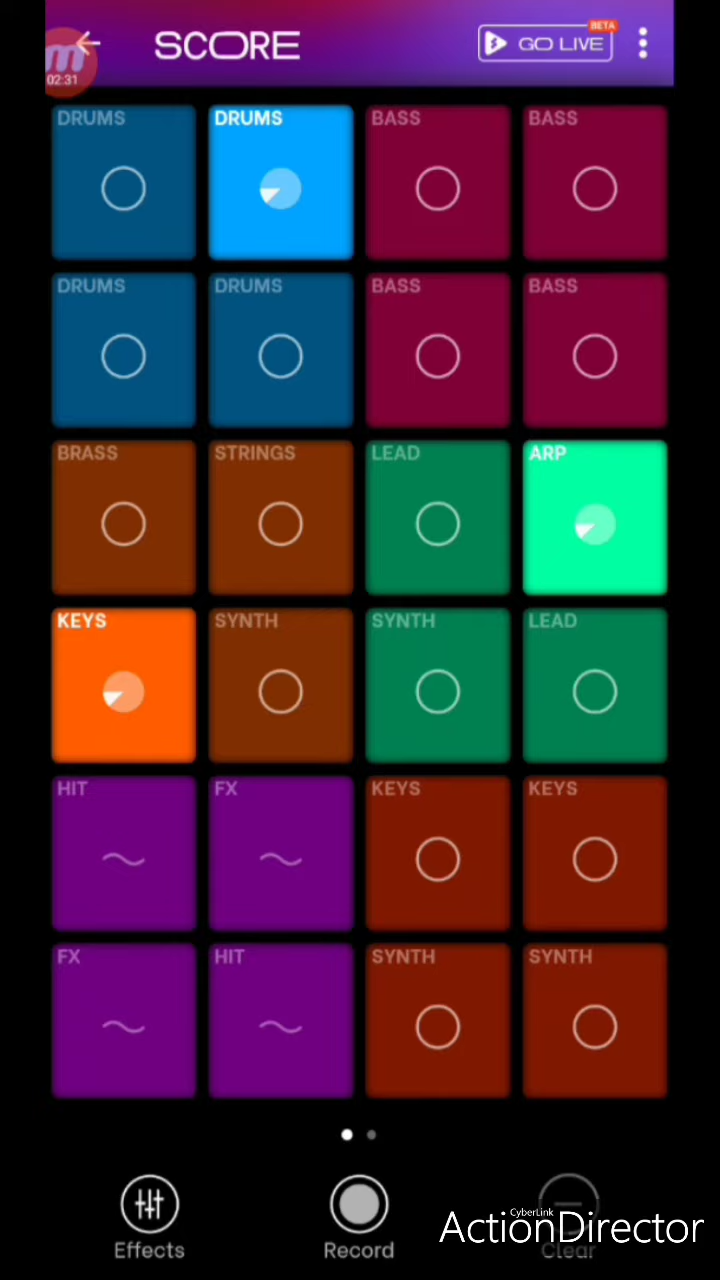 SCORE
BETA
GO LIVE
02:31
DRUMS DRUMS BASS BASS
DRUMS DRUMS BASS BASS
BRASS STRINGS LEAD ARP
KEYS SYNTH SYNTH LEAD
HIT FX KEYS KEYS
FX HIT SYNTH SYNTH
CyberLink
ActionDirector
Effects Record Clear